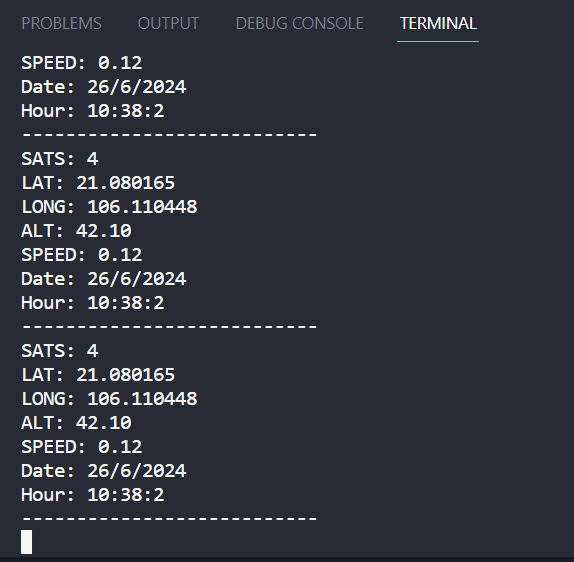 PROBLEMS OUTPUT DEBUG CONSOLE TERMINAL
SPEED: 0.12
Date: 26/6/2024
Hour: 10:38:2
---------------------------
SATS: 4
LAT: 21.080165
LONG: 106.110448
ALT: 42.10
SPEED: 0.12
Date: 26/6/2024
Hour: 10:38:2
---------------------------
SATS: 4
LAT: 21.080165
LONG: 106.110448
ALT: 42.10
SPEED: 0.12
Date: 26/6/2024
Hour: 10:38:2
---------------------------